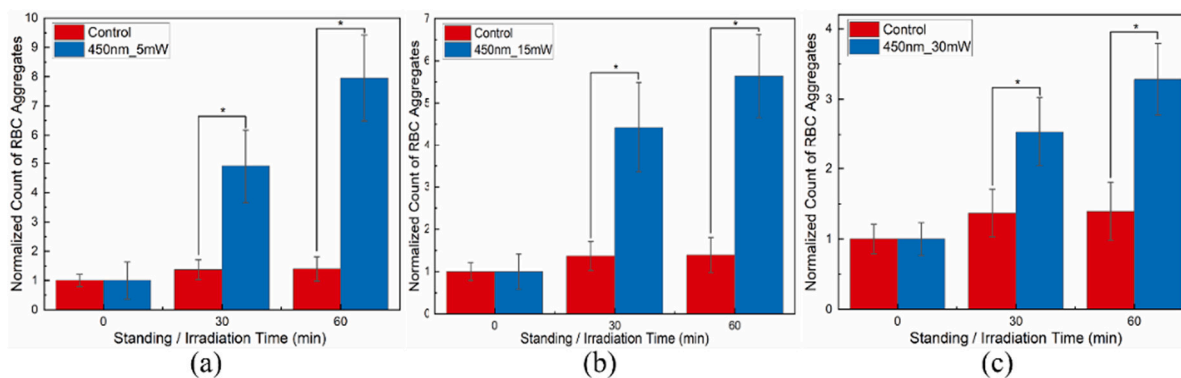 Normalized Count of RBC Aggregates
10
9
8
7
6
5
4
3
2
1
0
Control
450nm_5mW
*
*
0
30
60
Standing / Irradiation Time (min)
(a)
Normalized Count of RBC Aggregates
7
6
5
4
3
2
1
0
Control
450nm_15mW
*
*
0
30
60
Standing / Irradiation Time (min)
(b)
Normalized Count of RBC Aggregates
4
3
2
1
0
Control
450nm_30mW
*
*
0
30
60
Standing / Irradiation Time (min)
(c)